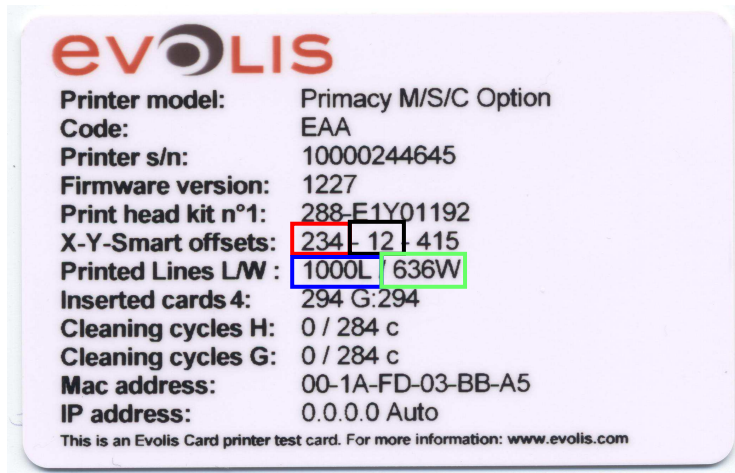 evolis
Printer model: Primacy M/S/C Option
Code: EAA
Printer s/n: 10000244645
Firmware version: 1227
Print head kit n°1: 288-E1Y01192
X-Y-Smart offsets: 234 - 12 - 415
Printed Lines L/W : 1000L / 636W
Inserted cards 4: 294 G:294
Cleaning cycles H: 0 / 284 c
Cleaning cycles G: 0 / 284 c
Mac address: 00-1A-FD-03-BB-A5
IP address: 0.0.0.0 Auto
This is an Evolis Card printer test card. For more information: www.evolis.com